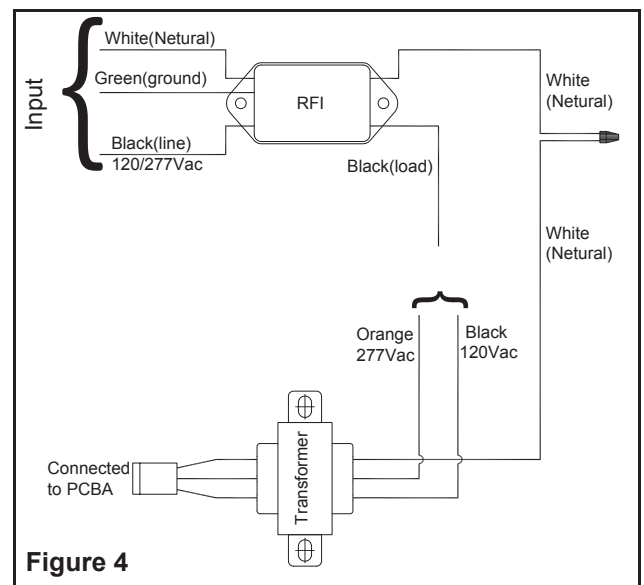 White(Netural)
Green(ground)
Input
Black(line)
120/277Vac
RFI
White
(Netural)
Black(load)
White
(Netural)
Orange
277Vac
Black
120Vac
Transformer
Connected
to PCBA
Figure 4